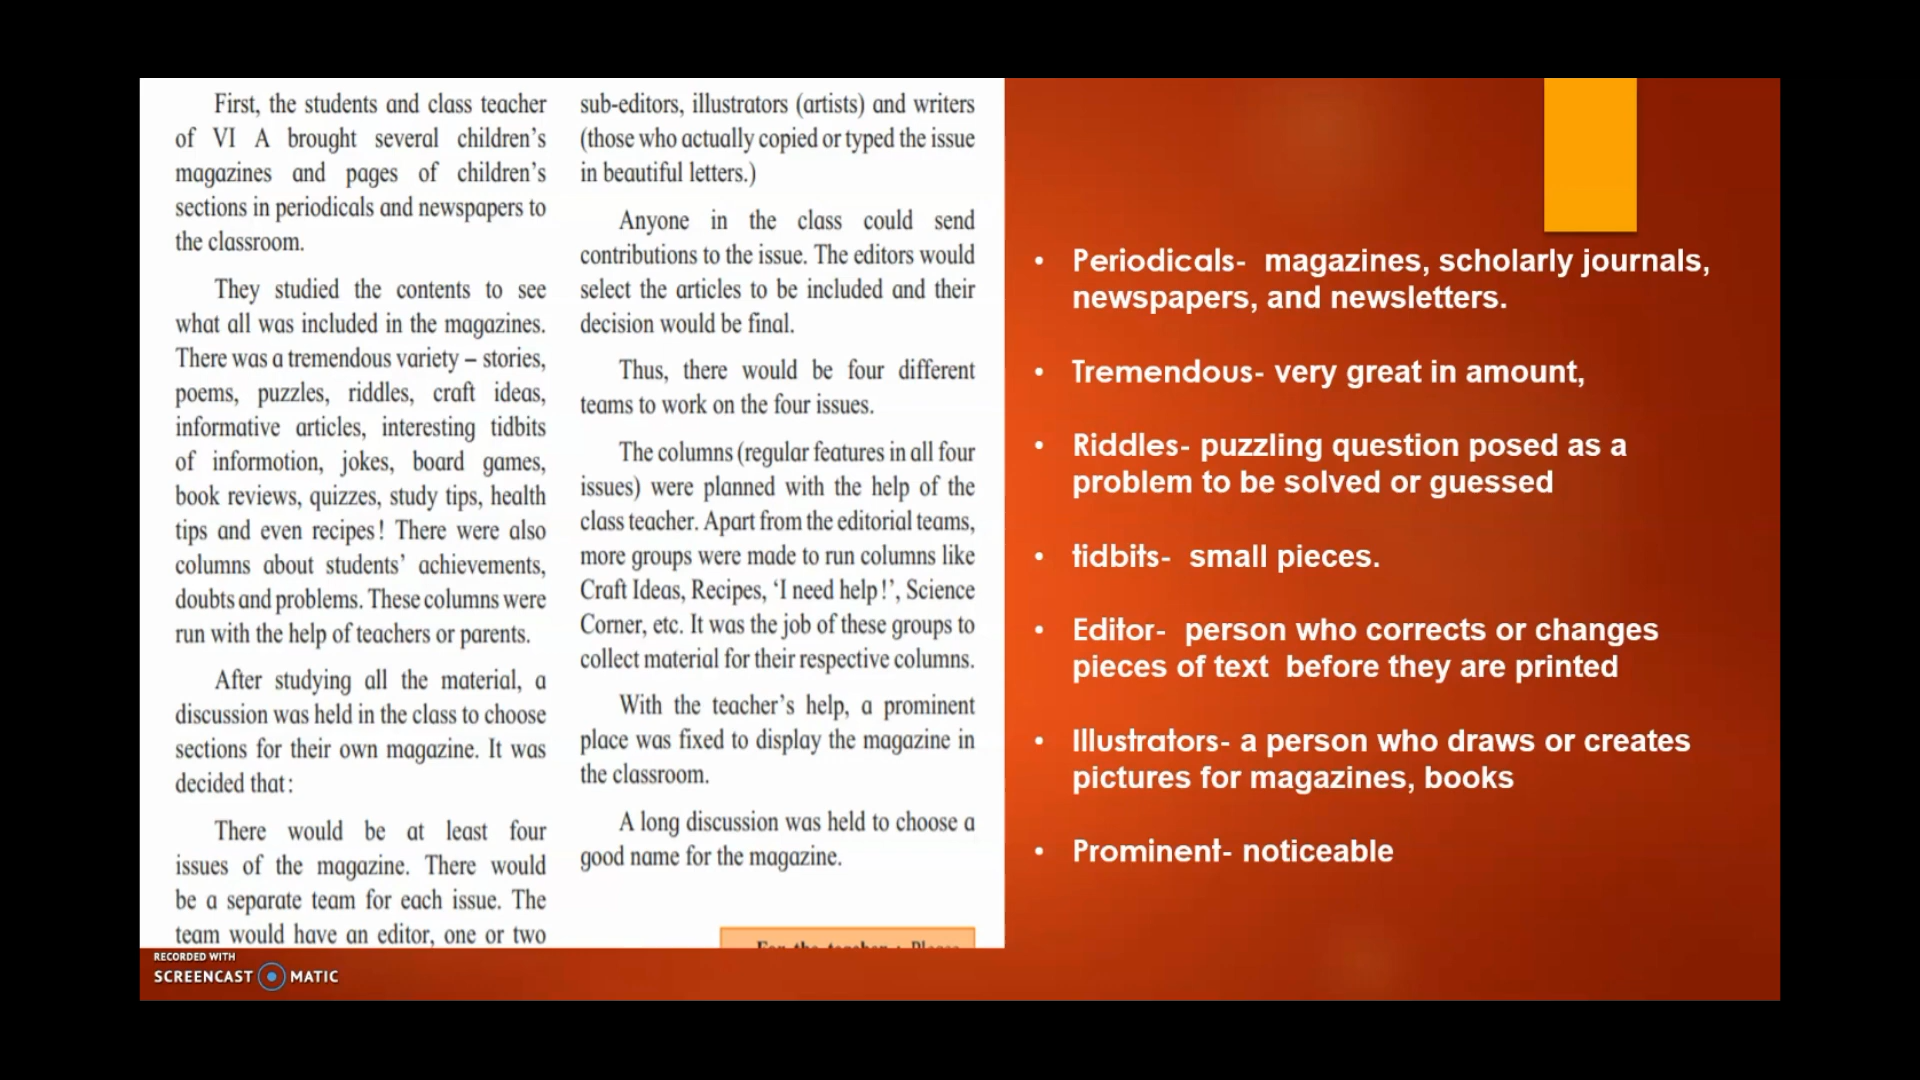 First, the students and class teacher
of VI A brought several children's
magazines and pages of children's
sections in periodicals and newspapers to
the classroom.
They studied the contents to see
what all was included in the magazines.
There was a tremendous variety – stories,
poems, puzzles, riddles, craft ideas,
informative articles, interesting tidbits
of informotion, jokes, board games,
book reviews, quizzes, study tips, health
tips and even recipes! There were also
columns about students' achievements,
doubts and problems. These columns were
run with the help of teachers or parents.
After studying all the material, a
discussion was held in the class to choose
sections for their own magazine. It was
decided that:
There would be at least four
issues of the magazine. There would
be a separate team for each issue. The
team would have an editor, one or two
sub-editors, illustrators (artists) and writers
(those who actually copied or typed the issue
in beautiful letters.)
Anyone in the class could send
contributions to the issue. The editors would
select the articles to be included and their
decision would be final.
Thus, there would be four different
teams to work on the four issues.
The columns (regular features in all four
issues) were planned with the help of the
class teacher. Apart from the editorial teams,
more groups were made to run columns like
Craft Ideas, Recipes, 'I need help!', Science
Corner, etc. It was the job of these groups to
collect material for their respective columns.
With the teacher's help, a prominent
place was fixed to display the magazine in
the classroom.
A long discussion was held to choose a
good name for the magazine.
For the teacher : Please
• Periodicals- magazines, scholarly journals,
newspapers, and newsletters.
• Tremendous- very great in amount,
• Riddles- puzzling question posed as a
problem to be solved or guessed
• tidbits- small pieces.
• Editor- person who corrects or changes
pieces of text before they are printed
• Illustrators- a person who draws or creates
pictures for magazines, books
• Prominent- noticeable
RECORDED WITH
SCREENCAST MATIC